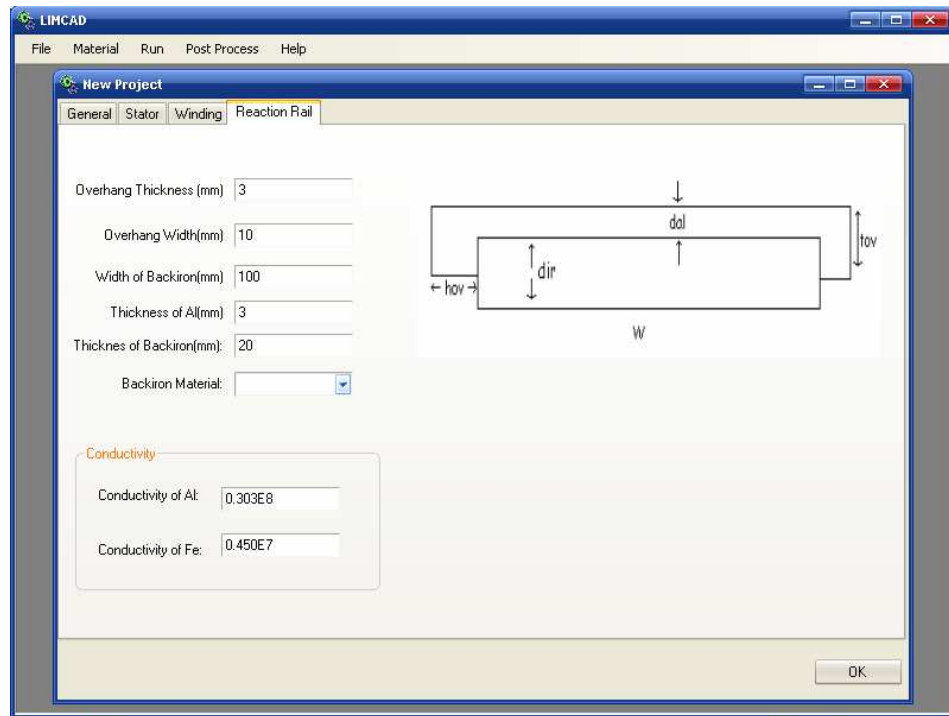 LIMCAD
File Material Run Post Process Help
New Project
General Stator Winding Reaction Rail
Overhang Thickness (mm) 3
Overhang Width(mm) 10
Width of Backiron(mm) 100
Thickness of Al(mm) 3
Thicknes of Backiron(mm): 20
Backiron Material:
dal
tov
dir
hov
W
Conductivity
Conductivity of Al: 0.303E8
Conductivity of Fe: 0.450E7
OK